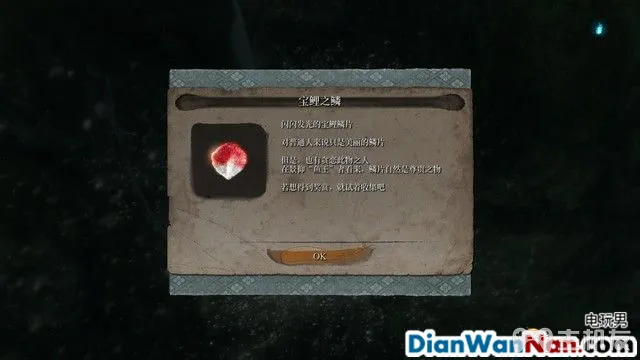 宝鲤之鳞
闪闪发光的宝鲤鳞片
对普通人来说只是美丽的鳞片
但是，也有贪恋此物之人
在景仰“鱼王”者看来，鳞片自然是尊贵之物
若想得到奖赏，就试着收集吧
OK
电玩男
DianWanNan.com